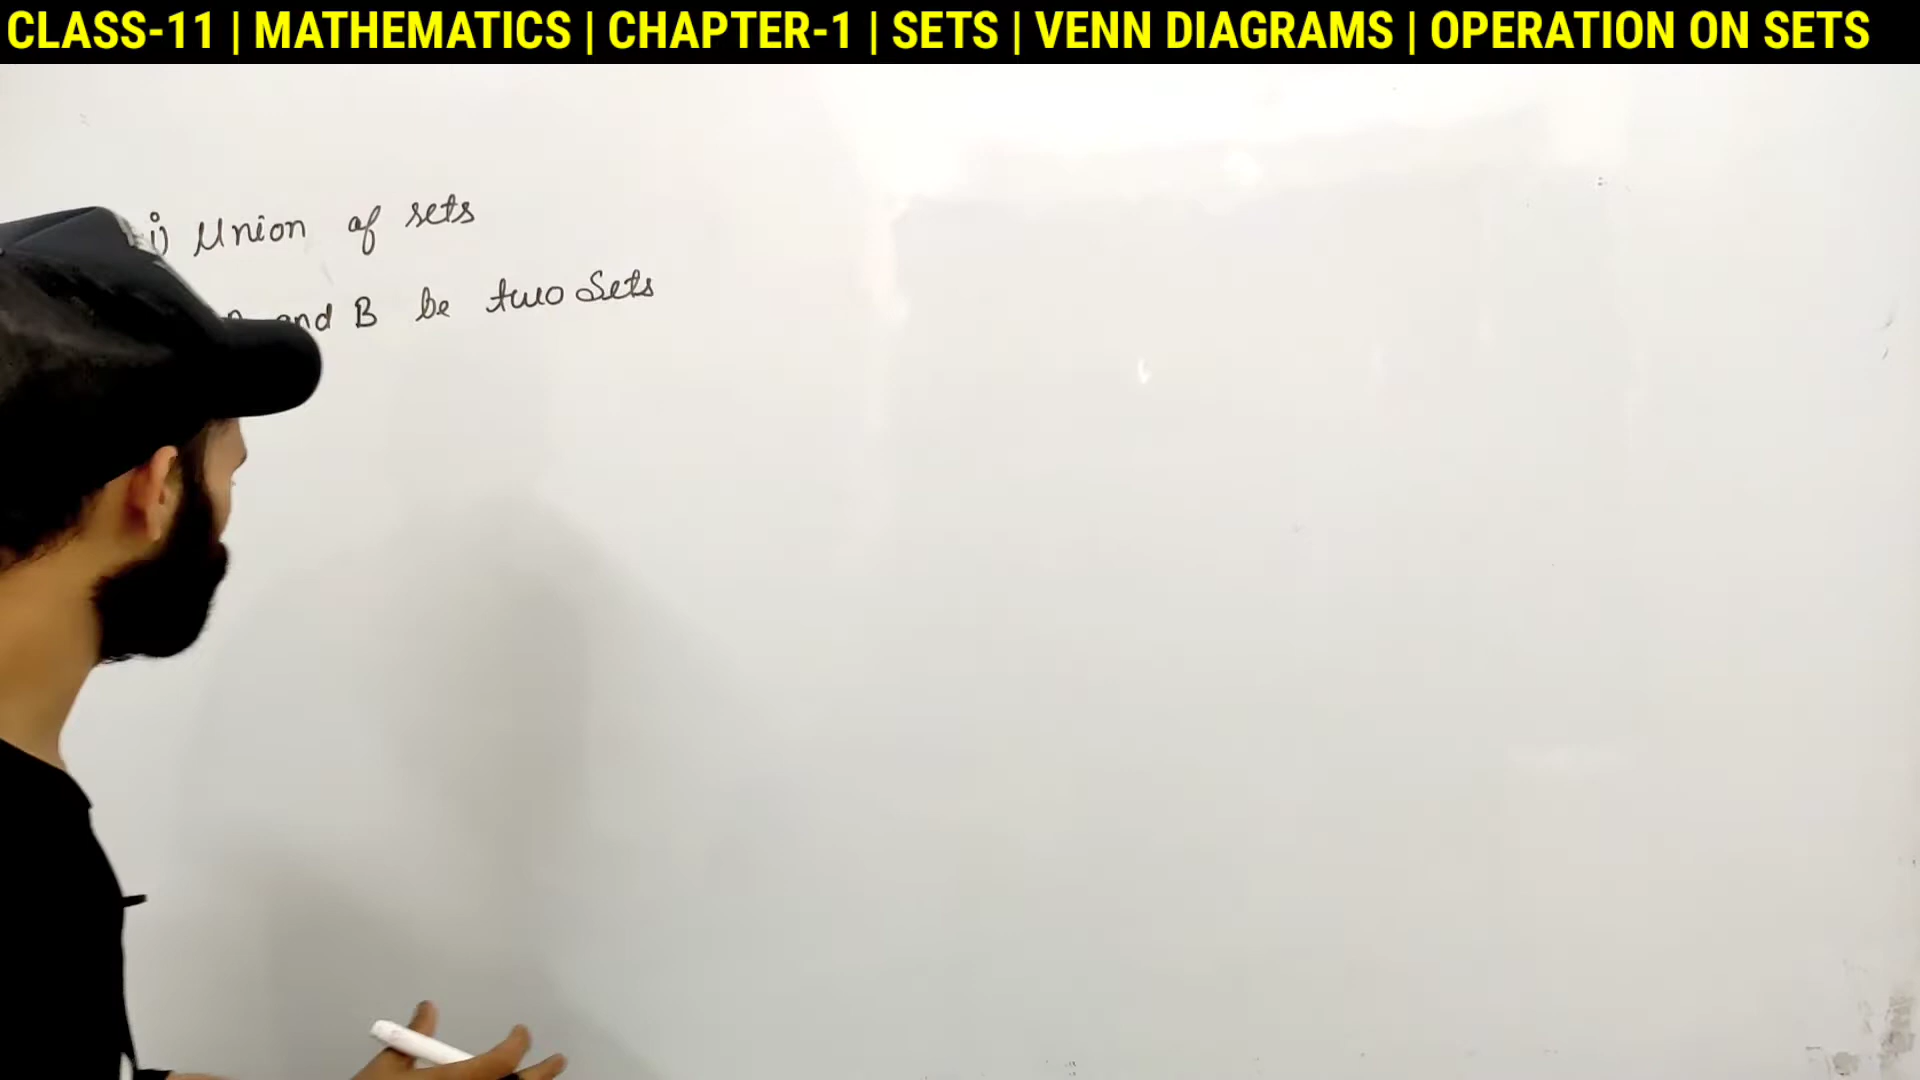 CLASS-11 | MATHEMATICS | CHAPTER-1 | SETS | VENN DIAGRAMS | OPERATION ON SETS
i) Union of sets
and B be two Sets